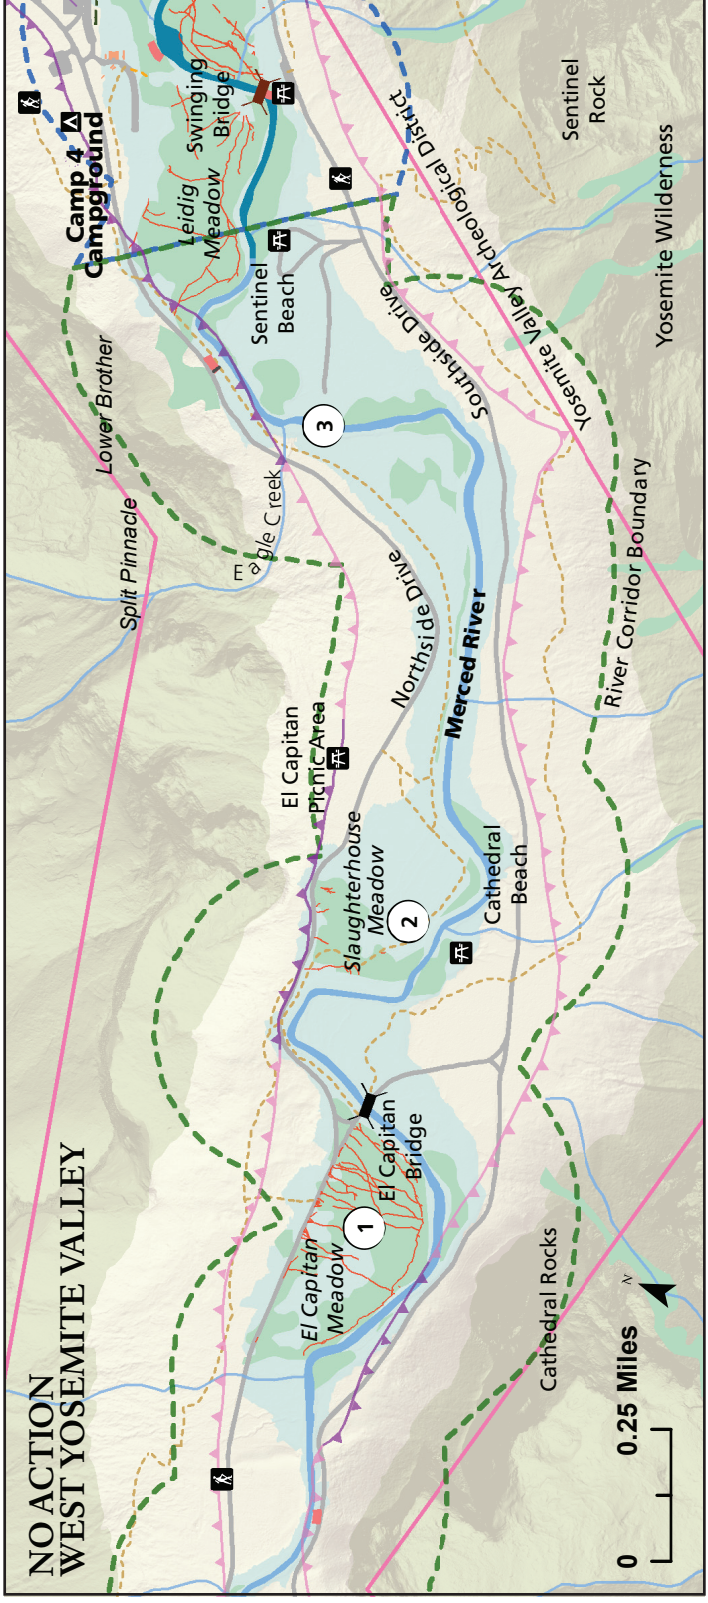 NO ACTION
WEST YOSEMITE VALLEY
Camp 4
Campground
Swinging
Bridge
Leidig
Meadow
Sentinel
Beach
Sentinel
Rock
Yosemite Wilderness
Yosemite Valley Archeological District
Southside Drive
Lower Brother
Split Pinnacle
Eagle Creek
3
Northside Drive
Merced River
River Corridor Boundary
El Capitan
Picnic Area
Slaughterhouse
Meadow
2
Cathedral
Beach
El Capitan
Bridge
1
El Capitan
Meadow
Cathedral Rocks
N
0
0.25 Miles